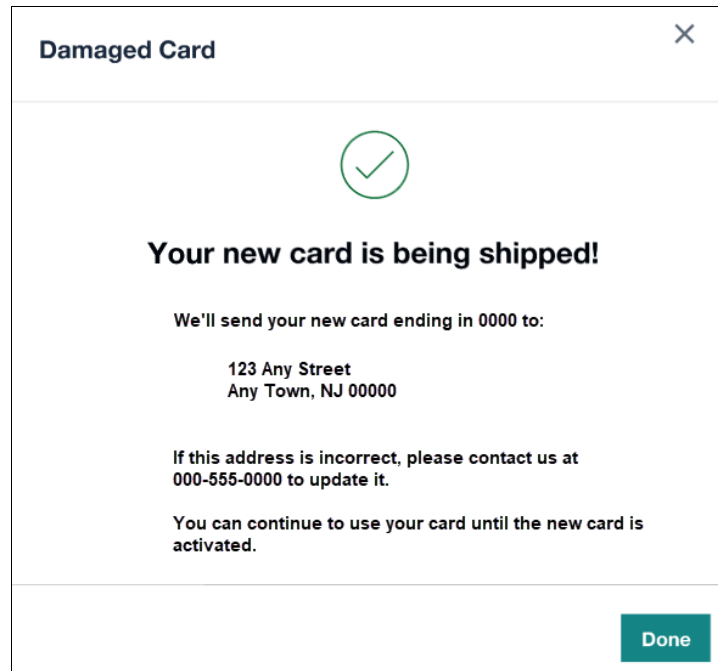 Damaged Card
Your new card is being shipped!
We'll send your new card ending in 0000 to:
123 Any Street
Any Town, NJ 00000
If this address is incorrect, please contact us at
000-555-0000 to update it.
You can continue to use your card until the new card is
activated.
Done